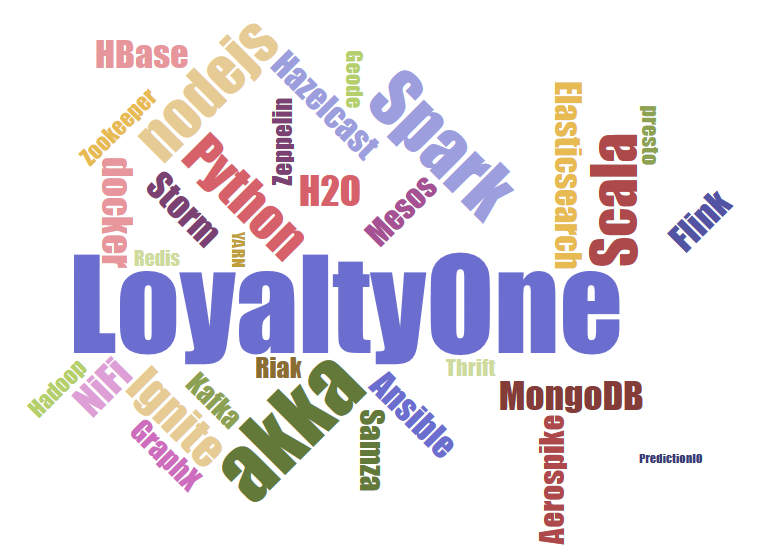 HBase
nodejs
Hazelcast
Geode
Spark
Zookeeper
Zeppelin
Elasticsearch
presto
Scala
Python
docker
Storm
H2O
Mesos
Flink
YARN
Redis
LoyaltyOne
Hadoop
NiFi
Ignite
Riak
Thrift
Kafka
akka
Ansible
MongoDB
GraphX
Samza
Aerospike
PredictionIO